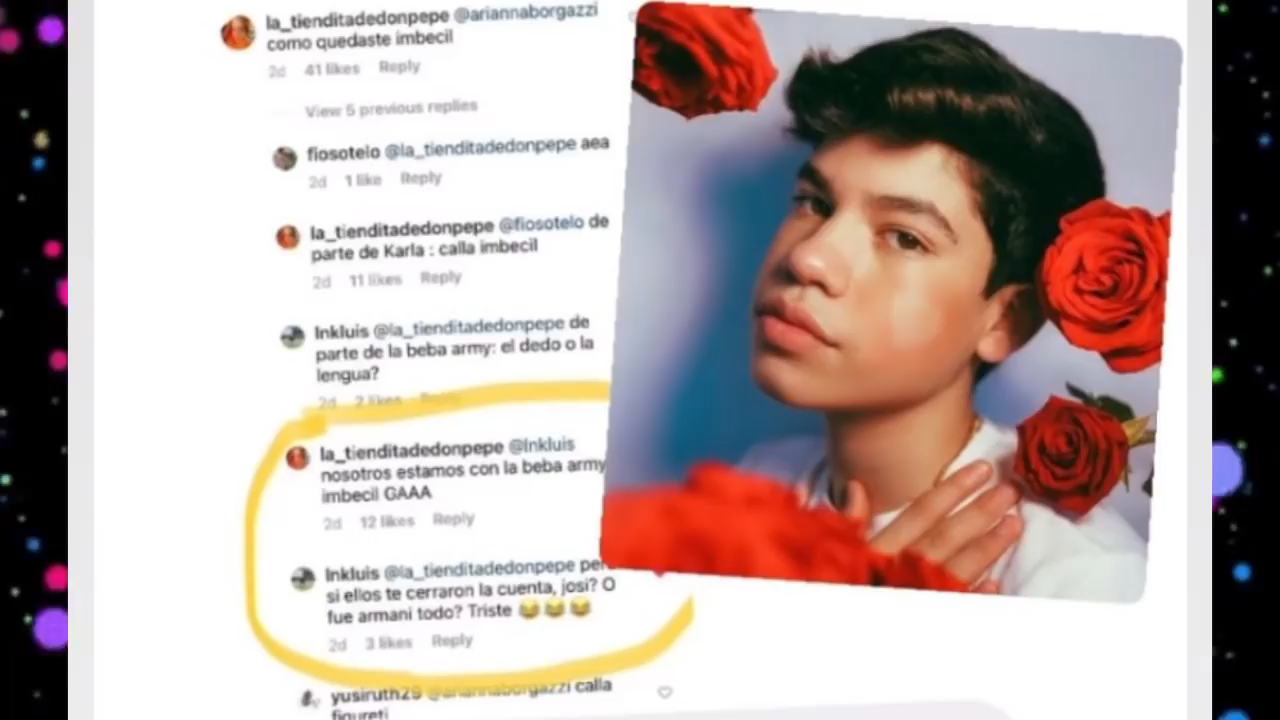 la_tienditadedonpepe @ariannaborgazzi
como quedaste imbecil
2d 41 likes Reply
View 5 previous replies
fiosotelo @la_tienditadedonpepe aea
2d 1 like Reply
la_tienditadedonpepe @fiosotelo de
parte de Karla : calla imbecil
2d 11 likes Reply
lnkluis @la_tienditadedonpepe de
parte de la beba army: el dedo o la
lengua?
2d 2 likes Reply
la_tienditadedonpepe @lnkluis
nosotros estamos con la beba army
imbecil GAAA
2d 12 likes Reply
lnkluis @la_tienditadedonpepe per
si ellos te cerraron la cuenta, josi? O
fue armani todo? Triste 😂😂😂
2d 3 likes Reply
yusiruth29 @ariannaborgazzi calla
figureti